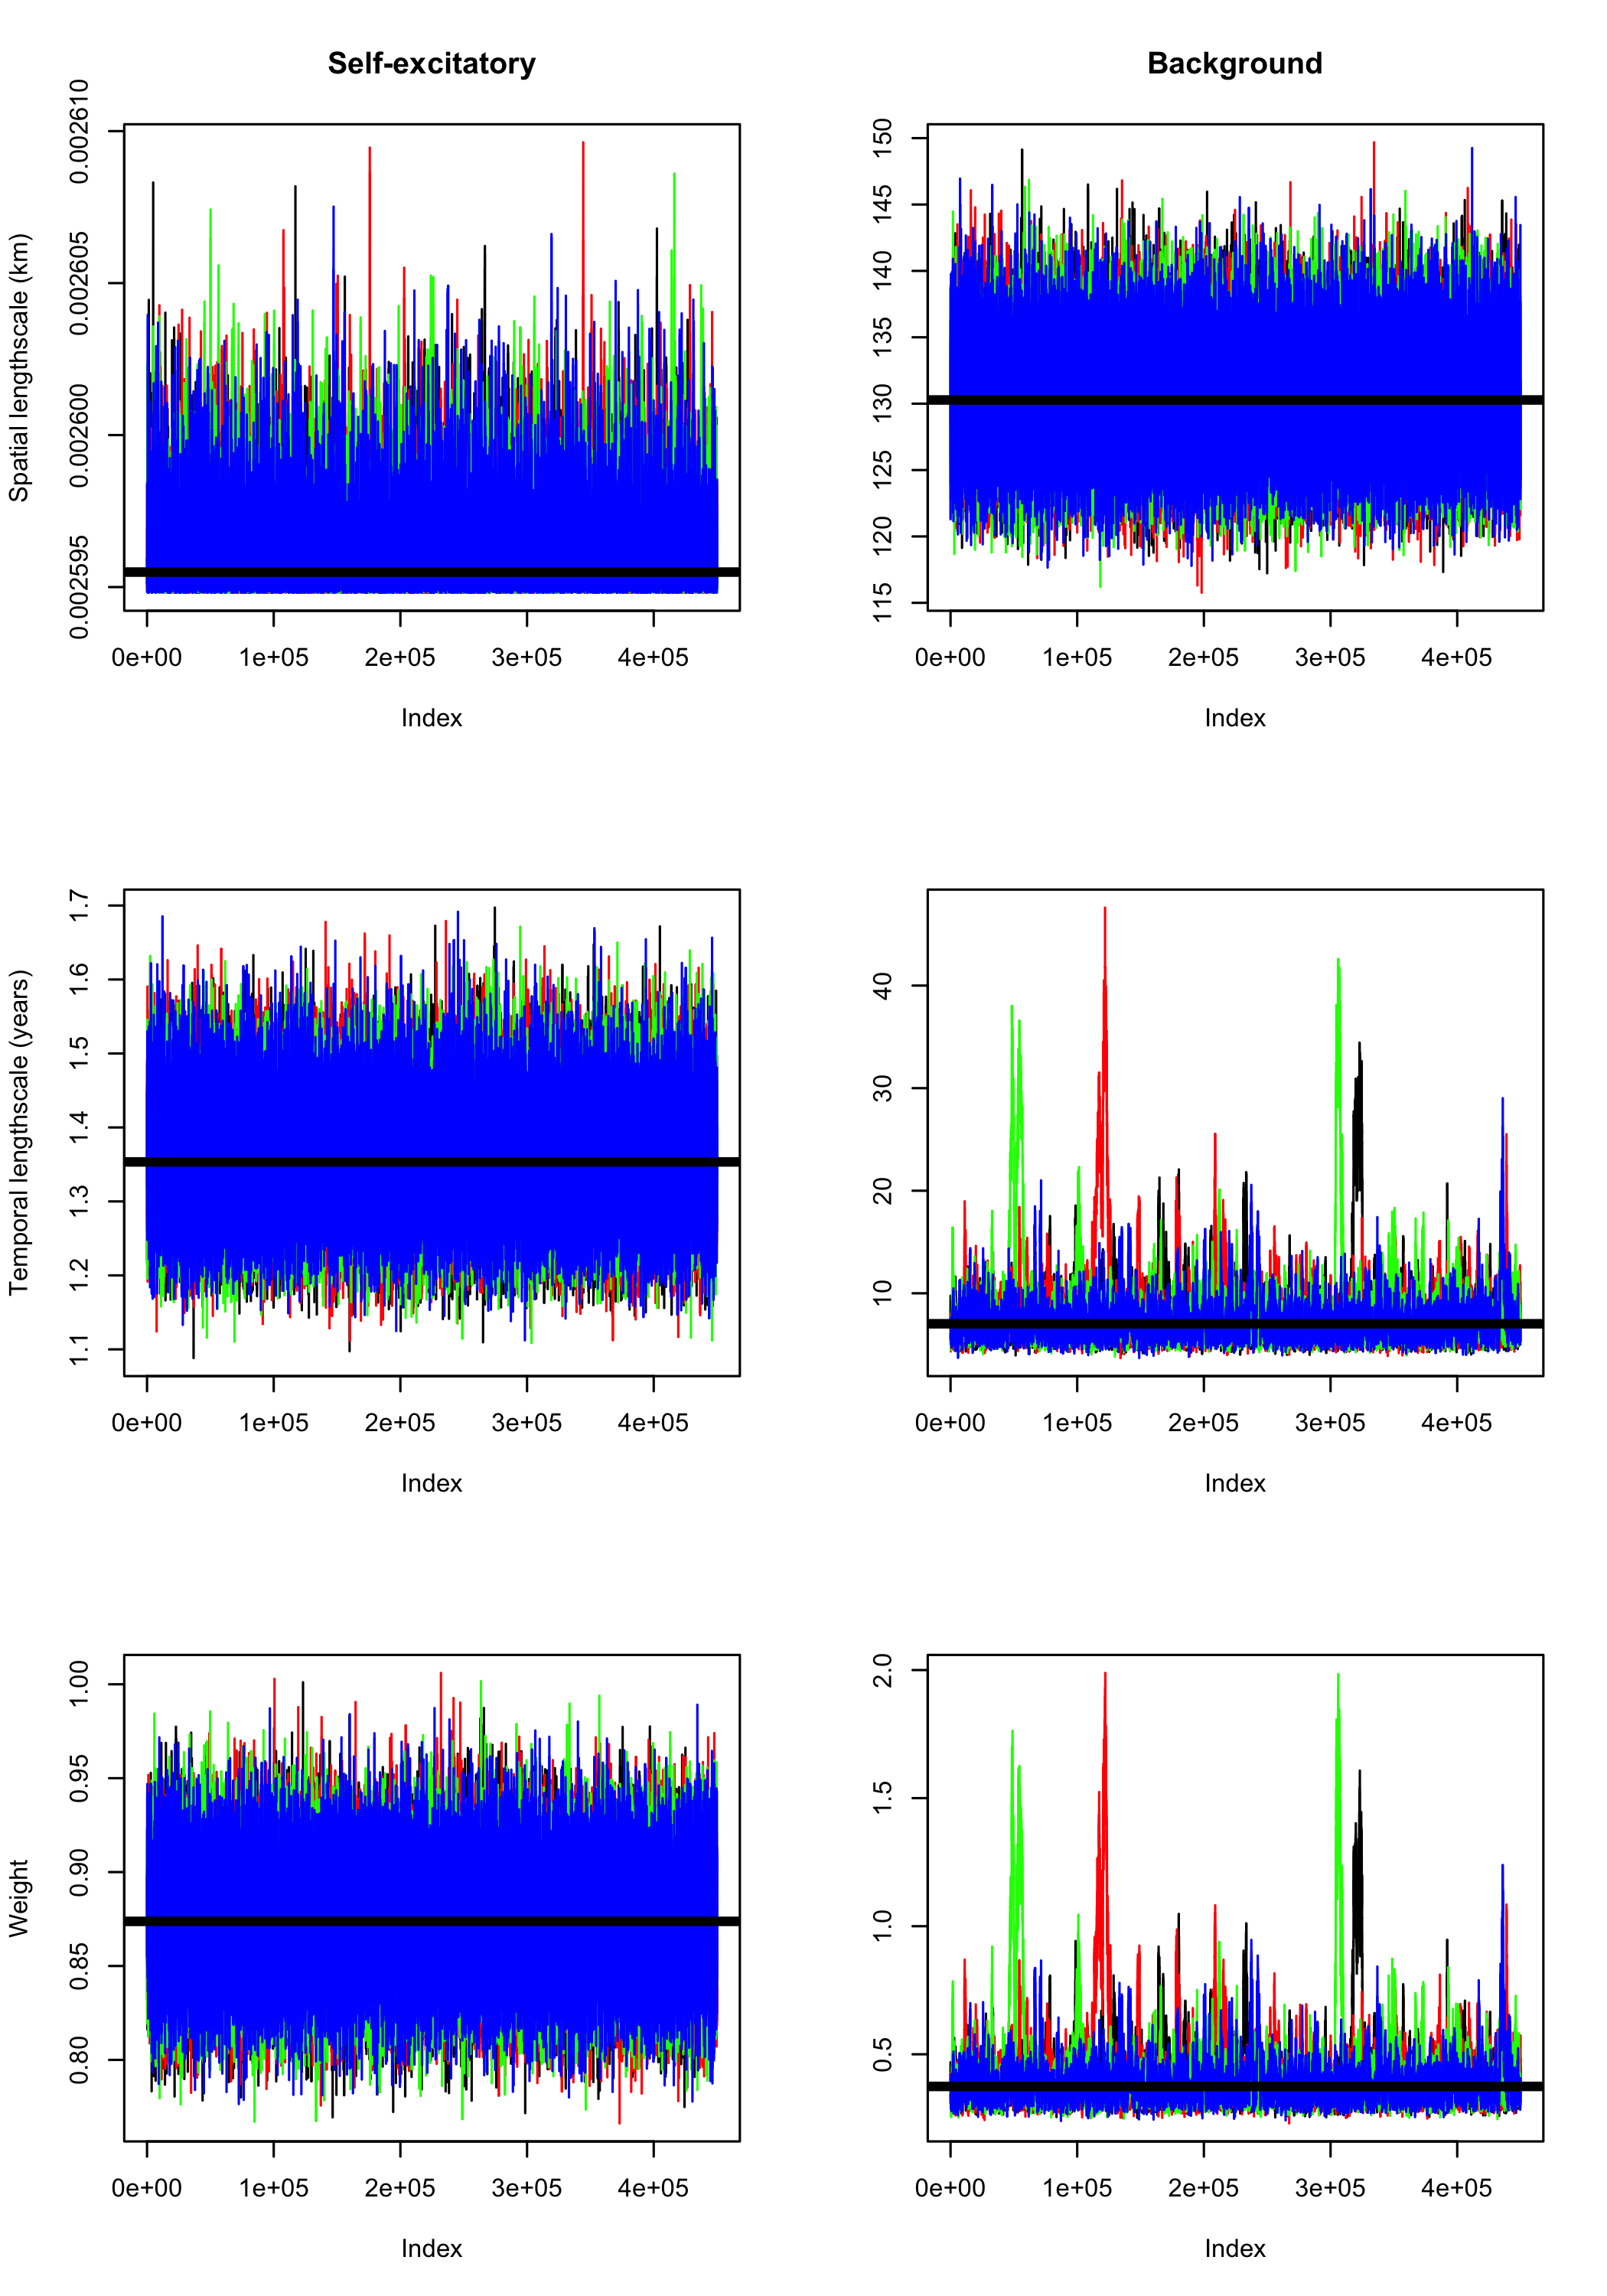 Self-excitatory
Background
Spatial lengthscale (km)
0.002610
0.002605
0.002600
0.002595
0e+00 1e+05 2e+05 3e+05 4e+05
Index
150
145
140
135
130
125
120
115
0e+00 1e+05 2e+05 3e+05 4e+05
Index
Temporal lengthscale (years)
1.7
1.6
1.5
1.4
1.3
1.2
1.1
0e+00 1e+05 2e+05 3e+05 4e+05
Index
40
30
20
10
0e+00 1e+05 2e+05 3e+05 4e+05
Index
Weight
1.00
0.95
0.90
0.85
0.80
0e+00 1e+05 2e+05 3e+05 4e+05
Index
2.0
1.5
1.0
0.5
0e+00 1e+05 2e+05 3e+05 4e+05
Index